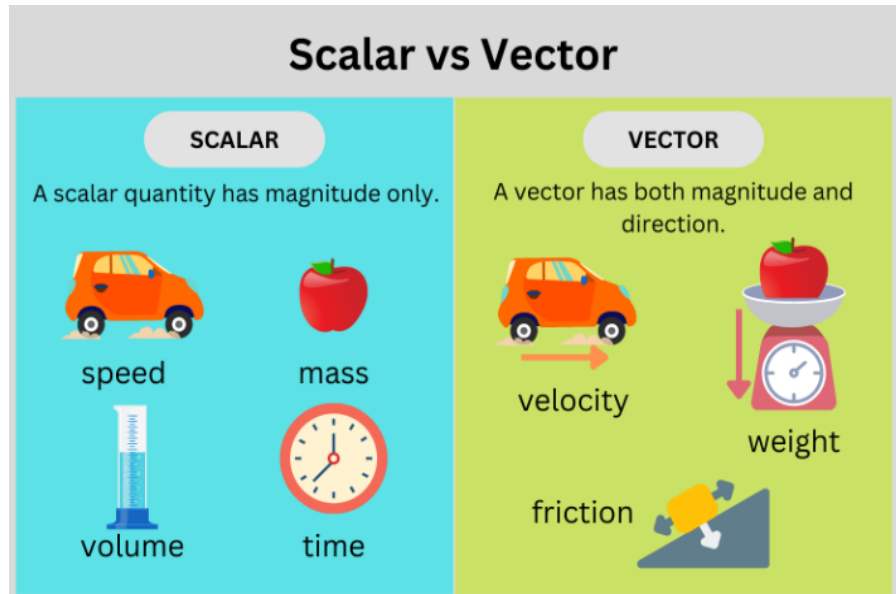 Scalar vs Vector
SCALAR
A scalar quantity has magnitude only.
speed
mass
volume
time
VECTOR
A vector has both magnitude and
direction.
velocity
weight
friction